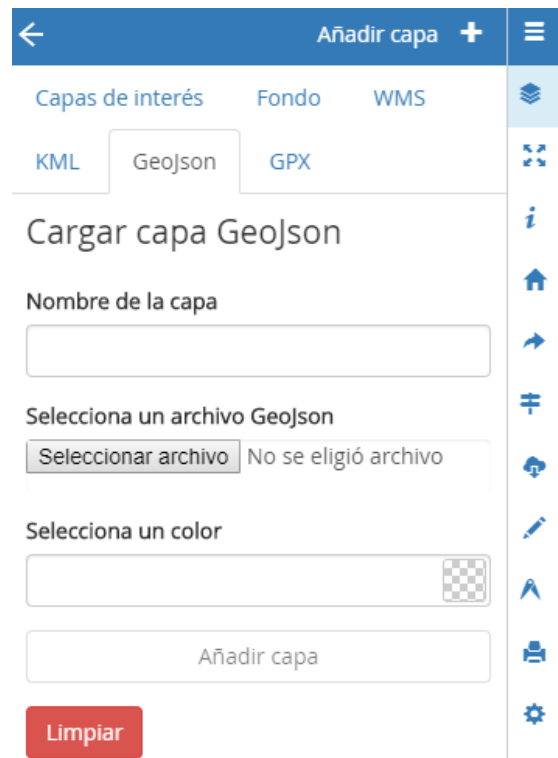 Añadir capa
Capas de interés Fondo WMS
KML GeoJson GPX
Cargar capa GeoJson
Nombre de la capa
Selecciona un archivo GeoJson
Seleccionar archivo No se eligió archivo
Selecciona un color
Añadir capa
Limpiar